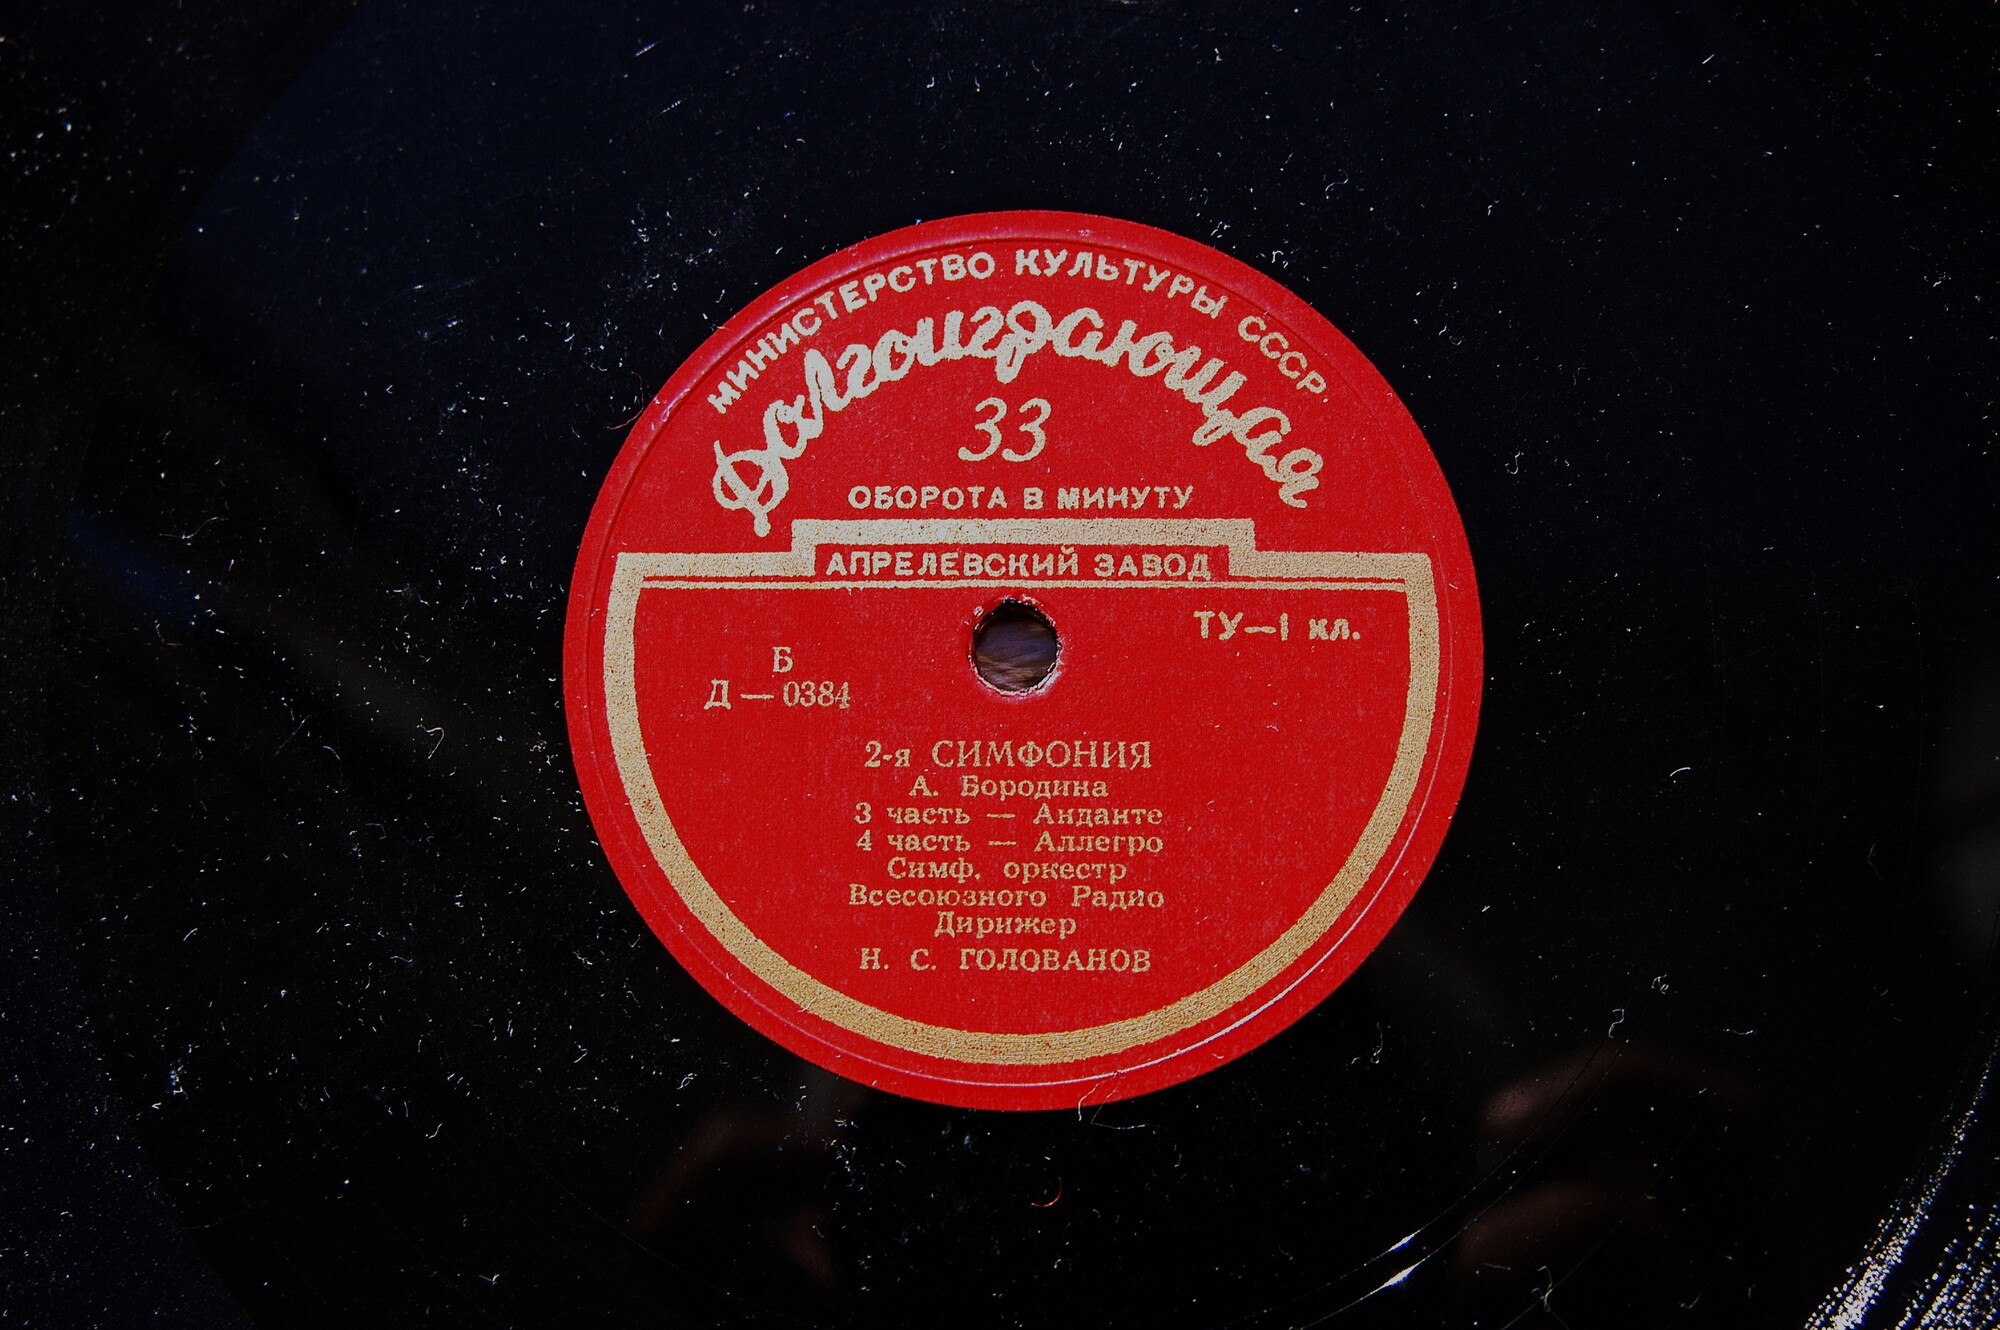 МИНИСТЕРСТВО КУЛЬТУРЫ СССР
Долгоиграющая
33
ОБОРОТА В МИНУТУ
АПРЕЛЕВСКИЙ ЗАВОД
ТУ—I кл.
Б
Д — 0384
2-я СИМФОНИЯ
А. Бородина
3 часть — Анданте
4 часть — Аллегро
Симф. оркестр
Всесоюзного Радио
Дирижер
Н. С. ГОЛОВАНОВ